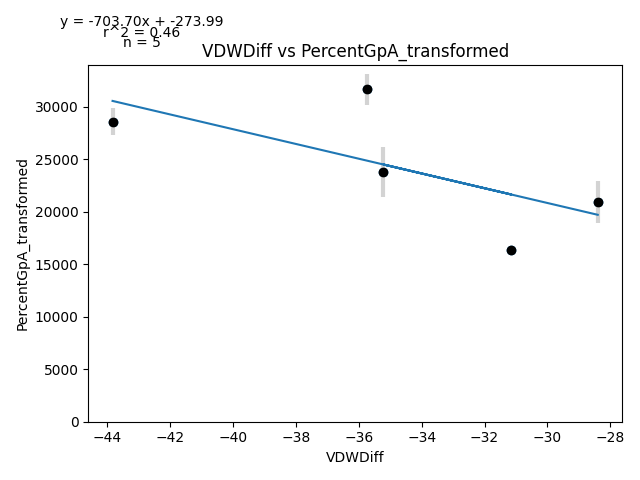 y = -703.70x + -273.99
r^2 = 0.46
n = 5
VDWDiff vs PercentGpA_transformed
PercentGpA_transformed
30000
25000
20000
15000
10000
5000
0
−44 −42 −40 −38 −36 −34 −32 −30 −28
VDWDiff